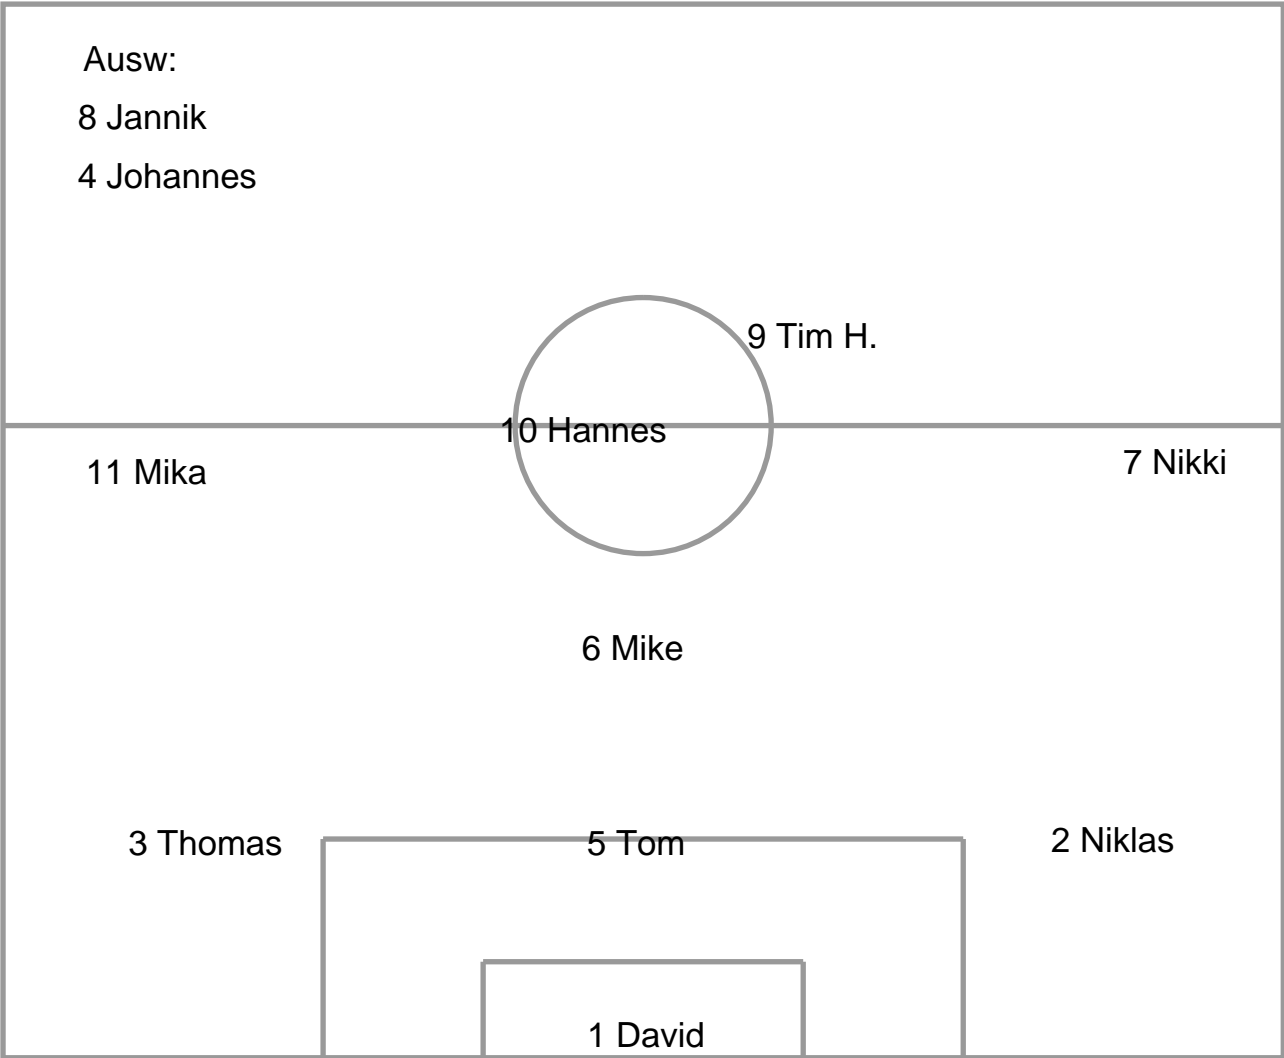 Ausw:
8 Jannik
4 Johannes
9 Tim H.
10 Hannes
11 Mika
7 Nikki
6 Mike
3 Thomas
5 Tom
2 Niklas
1 David